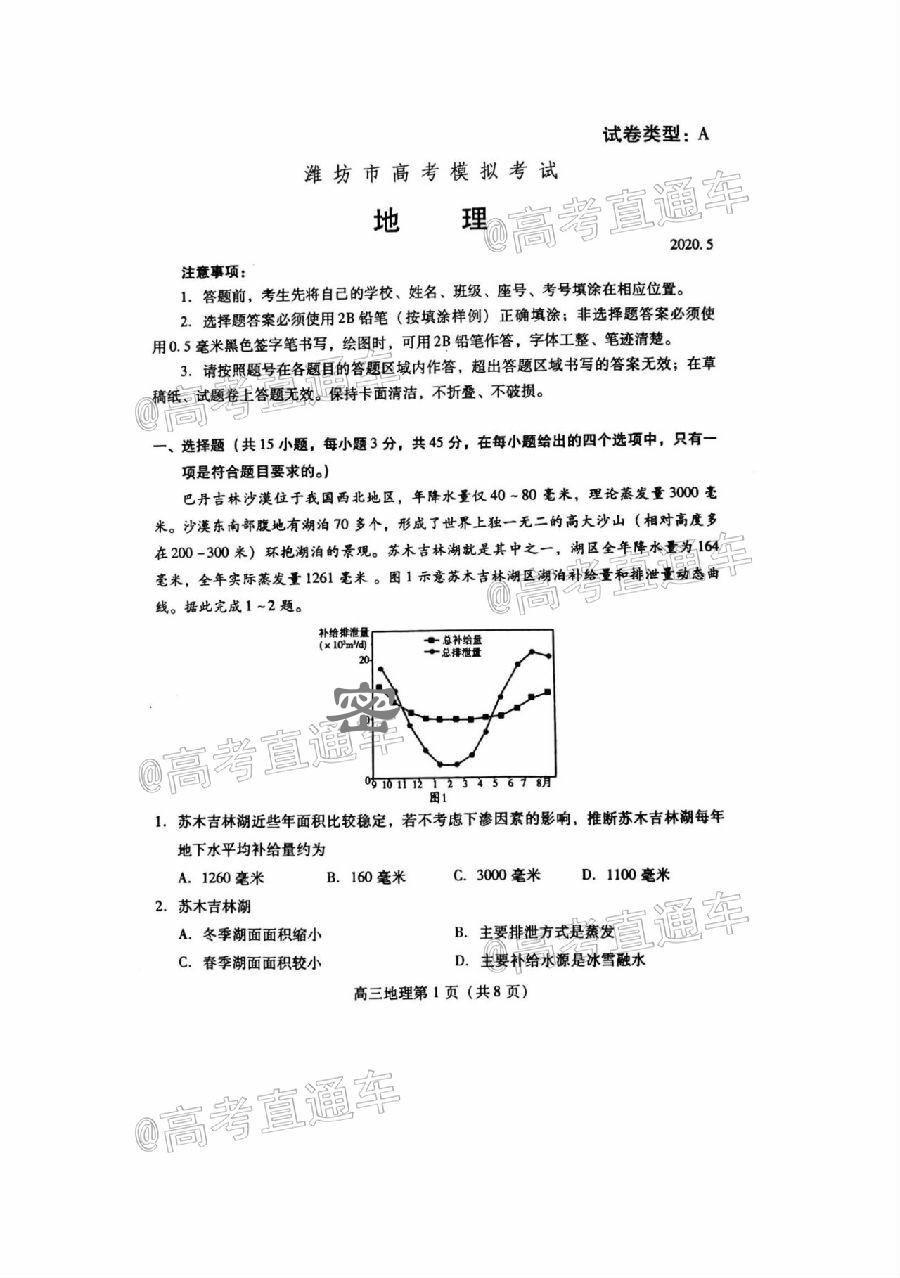 试卷类型：A
潍坊市高考模拟考试
地 理
@高考直通车
2020.5
注意事项：
1. 答题前，考生先将自己的学校、姓名、班级、座号、考号填涂在相应位置。
2. 选择题答案必须使用2B铅笔（按填涂样例）正确填涂；非选择题答案必须使
用0.5毫米黑色签字笔书写，绘图时，可用2B铅笔作答，字体工整、笔迹清楚。
3. 请按照题号在各题目的答题区域内作答，超出答题区域书写的答案无效；在草
稿纸、试题卷上答题无效。保持卡面清洁，不折叠、不破损。
@高考直通车
一、选择题（共15小题，每小题3分，共45分，在每小题给出的四个选项中，只有一
项是符合题目要求的。）
巴丹吉林沙漠位于我国西北地区，年降水量仅40~80毫米，理论蒸发量3000毫
米。沙漠东南部腹地有湖泊70多个，形成了世界上独一无二的高大沙山（相对高度多
在200-300米）环抱湖泊的景观。苏木吉林湖就是其中之一，湖区全年降水量为164
毫米，全年实际蒸发量1261毫米。图1示意苏木吉林湖区湖泊补给量和排泄量动态曲
线。据此完成1~2题。
@高考直通车
补给排泄量
(×10³m³/d)
总补给量
总排泄量
20
密
0
9 10 11 12 1 2 3 4 5 6 7 8月
图1
@高考直通车
1. 苏木吉林湖近些年面积比较稳定，若不考虑下渗因素的影响，推断苏木吉林湖每年
地下水平均补给量约为
A. 1260毫米 B. 160毫米 C. 3000毫米 D. 1100毫米
2. 苏木吉林湖
A. 冬季湖面面积缩小 B. 主要排泄方式是蒸发
C. 春季湖面面积较小 D. 主要补给水源是冰雪融水
@高考直通车
高三地理第1页（共8页）
@高考直通车